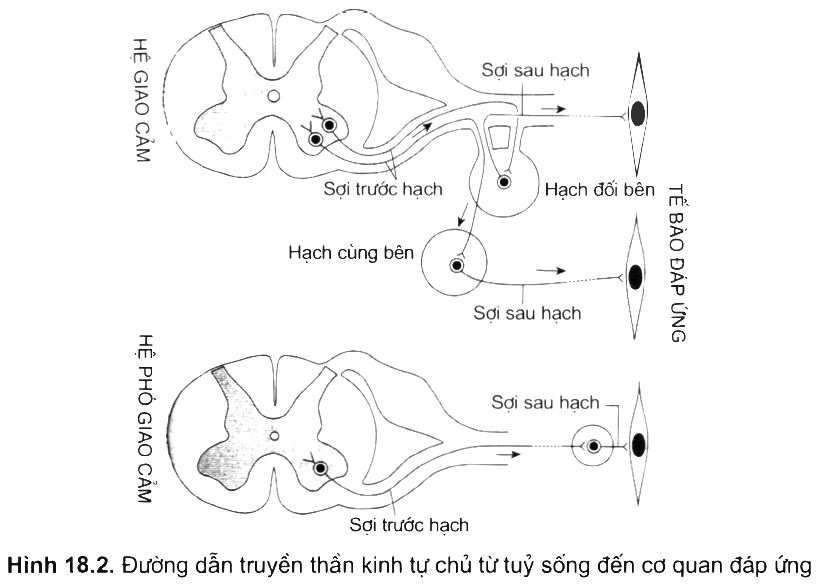 HỆ GIAO CẢM
Sợi sau hạch
Sợi trước hạch
Hạch đối bên
Hạch cùng bên
Sợi sau hạch
TẾ BÀO ĐÁP ỨNG
HỆ PHÓ GIAO CẢM
Sợi sau hạch
Sợi trước hạch
Hình 18.2. Đường dẫn truyền thần kinh tự chủ từ tuỷ sống đến cơ quan đáp ứng